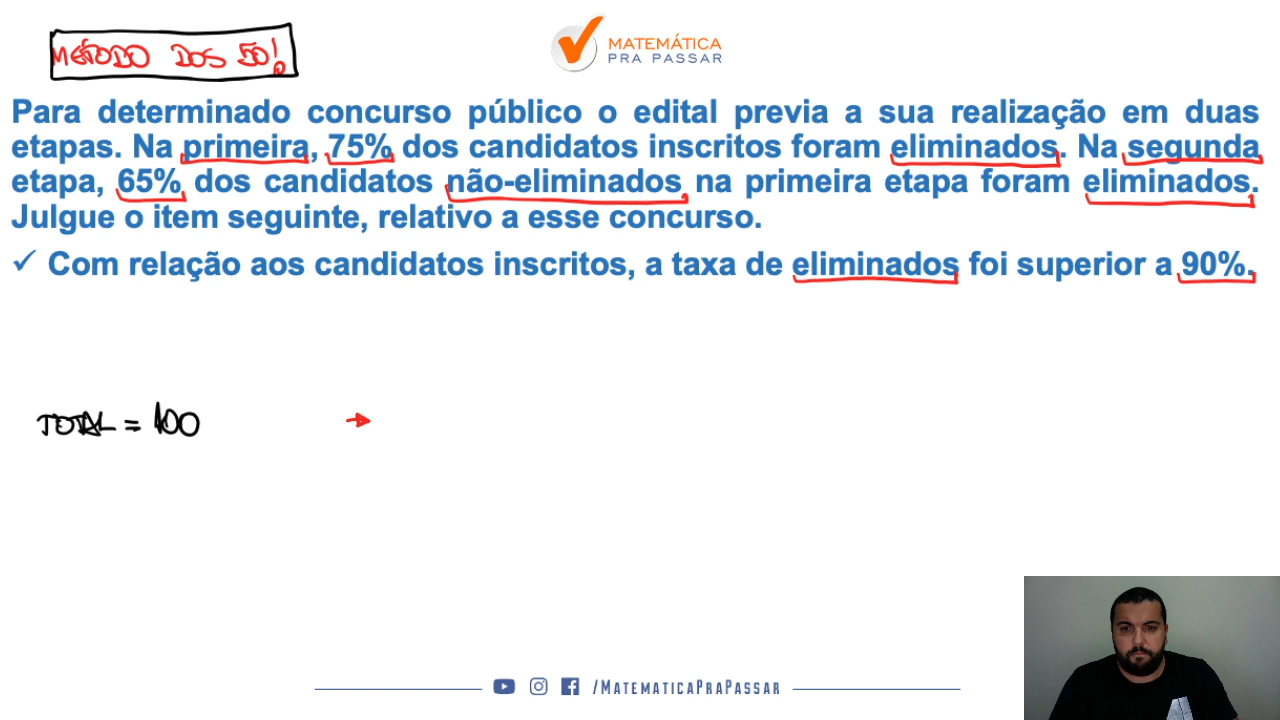 MÉTODO DOS 50!
MATEMÁTICA
PRA PASSAR
Para determinado concurso público o edital previa a sua realização em duas
etapas. Na primeira, 75% dos candidatos inscritos foram eliminados. Na segunda
etapa, 65% dos candidatos não-eliminados na primeira etapa foram eliminados.
Julgue o item seguinte, relativo a esse concurso.
✓ Com relação aos candidatos inscritos, a taxa de eliminados foi superior a 90%.
TOTAL = 100
/MATEMATICAPRAPASSAR